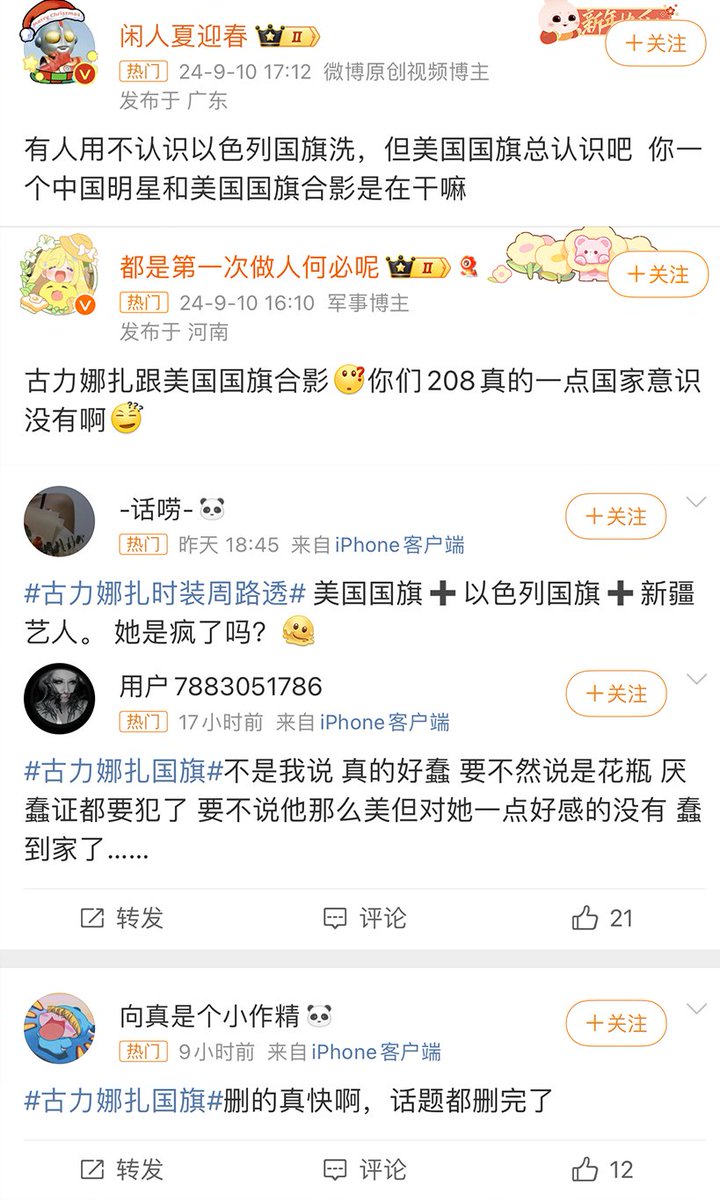 闲人夏迎春 II
新年快乐
+关注
热门 24-9-10 17:12 微博原创视频博主
发布于 广东
有人用不认识以色列国旗洗，但美国国旗总认识吧 你一
个中国明星和美国国旗合影是在干嘛
都是第一次做人何必呢 II
+关注
热门 24-9-10 16:10 军事博主
发布于 河南
古力娜扎跟美国国旗合影🤔你们208真的一点国家意识
没有啊
-话唠-🐼
+关注
热门 昨天 18:45 来自 iPhone客户端
#古力娜扎时装周路透# 美国国旗➕以色列国旗➕新疆
艺人。 她是疯了吗？🫠
用户7883051786
+关注
热门 17小时前 来自 iPhone客户端
#古力娜扎国旗#不是我说 真的好蠢 要不然说是花瓶 厌
蠢证都要犯了 要不说他那么美但对她一点好感的没有 蠢
到家了……
转发 评论 21
向真是个小作精🐼
+关注
热门 9小时前 来自 iPhone客户端
#古力娜扎国旗#删的真快啊，话题都删完了
转发 评论 12